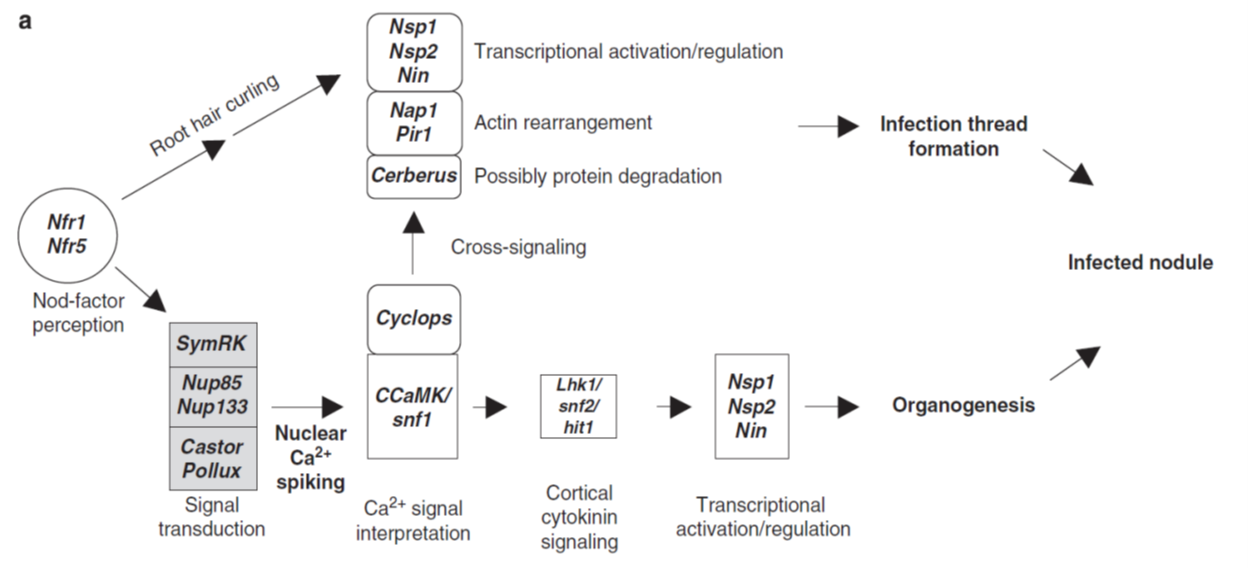 a
Nsp1
Nsp2
Nin
Transcriptional activation/regulation
Root hair curling
Nap1
Pir1
Actin rearrangement
Infection thread
formation
Cerberus
Possibly protein degradation
Nfr1
Nfr5
Cross-signaling
Infected nodule
Nod-factor
perception
Cyclops
SymRK
Nup85
Nup133
Castor
Pollux
Nuclear
Ca²⁺
spiking
CCaMK/
snf1
Lhk1/
snf2/
hit1
Nsp1
Nsp2
Nin
Organogenesis
Signal
transduction
Ca²⁺ signal
interpretation
Cortical
cytokinin
signaling
Transcriptional
activation/regulation